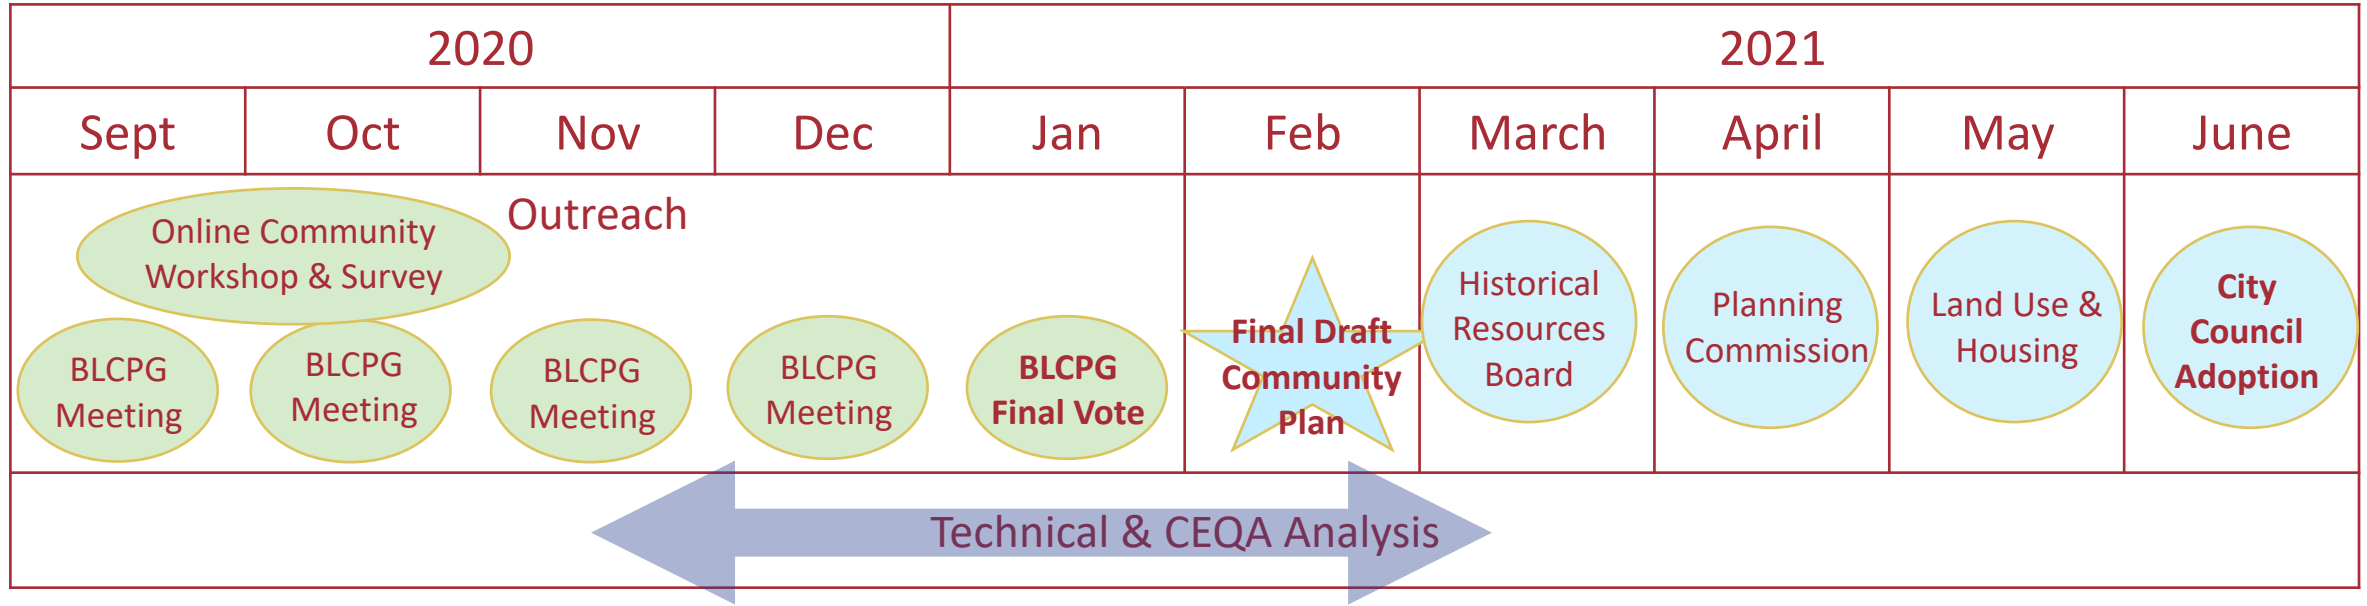 2020
2021
Sept
Oct
Nov
Dec
Jan
Feb
March
April
May
June
Outreach
Online Community
Workshop & Survey
BLCPG
Meeting
BLCPG
Meeting
BLCPG
Meeting
BLCPG
Meeting
BLCPG
Final Vote
Final Draft
Community
Plan
Historical
Resources
Board
Planning
Commission
Land Use &
Housing
City
Council
Adoption
Technical & CEQA Analysis